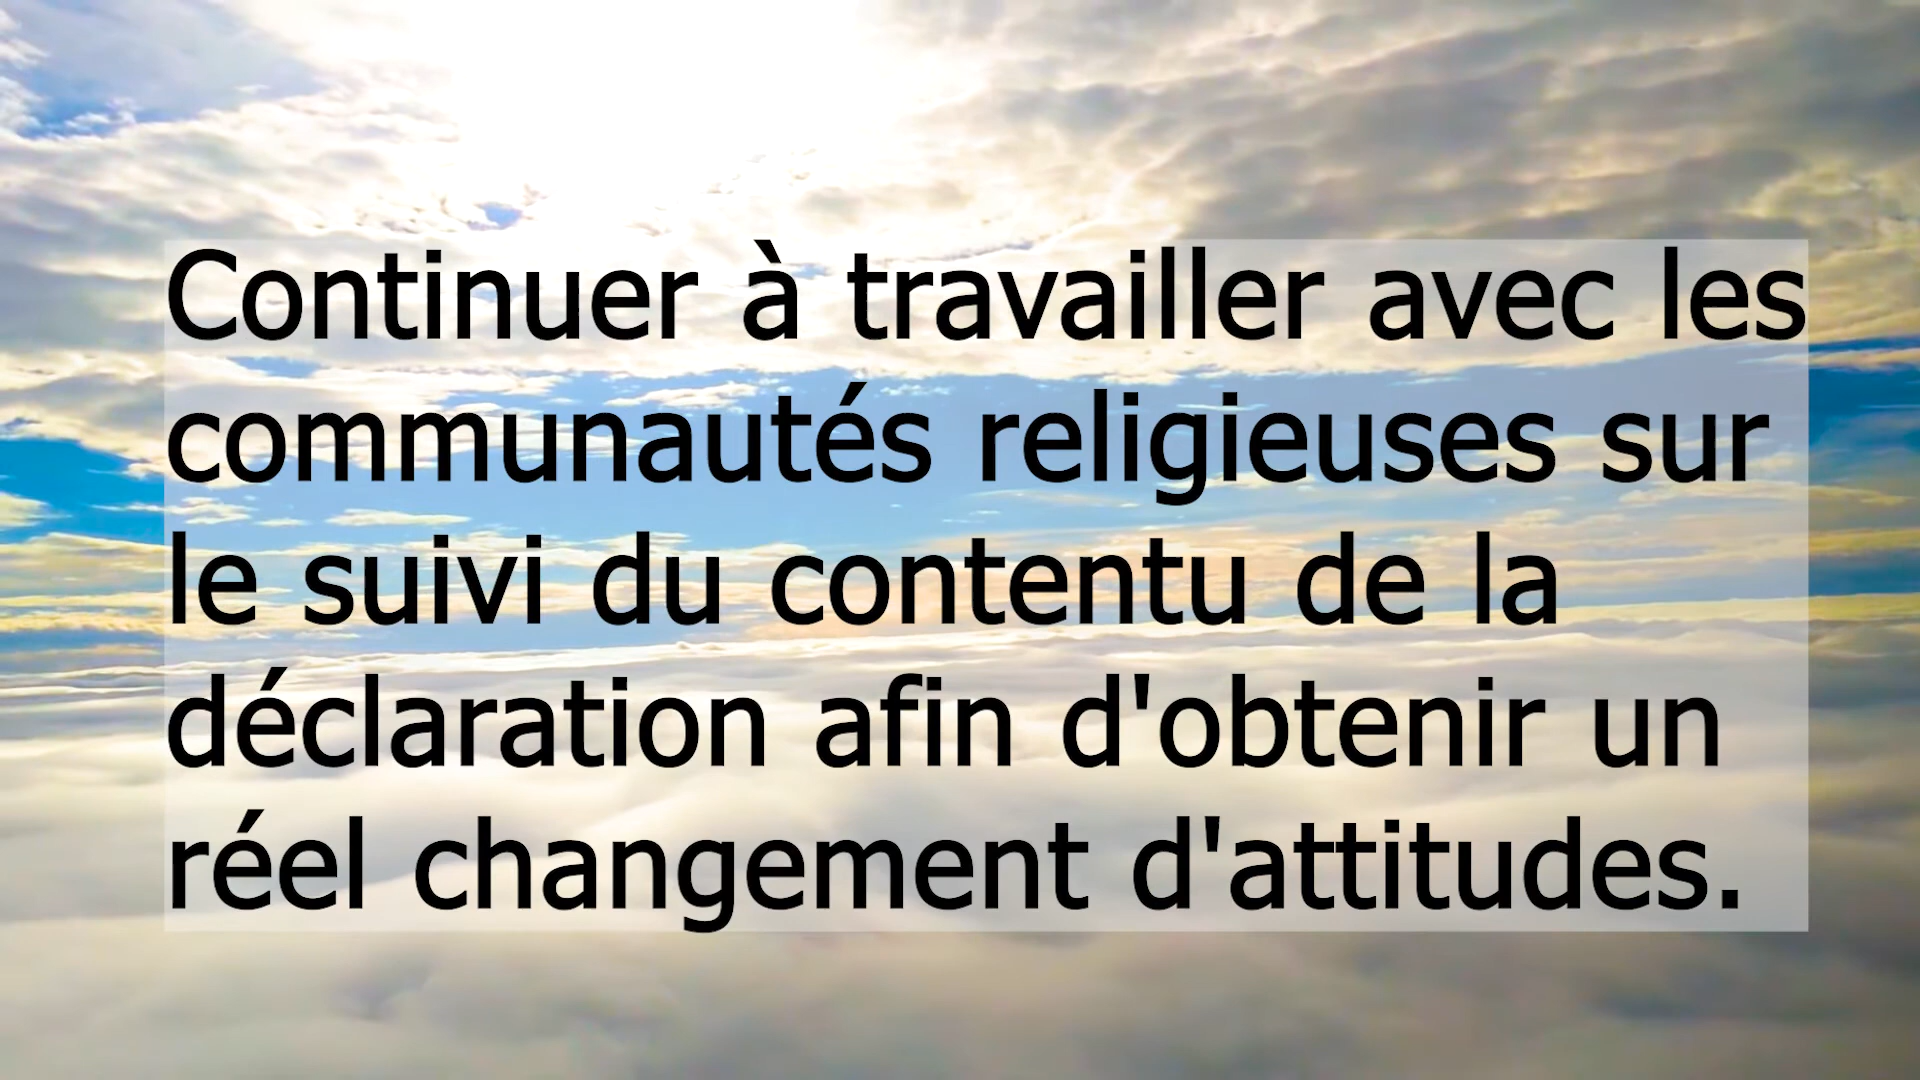 Continuer à travailler avec les
communautés religieuses sur
le suivi du contentu de la
déclaration afin d'obtenir un
réel changement d'attitudes.